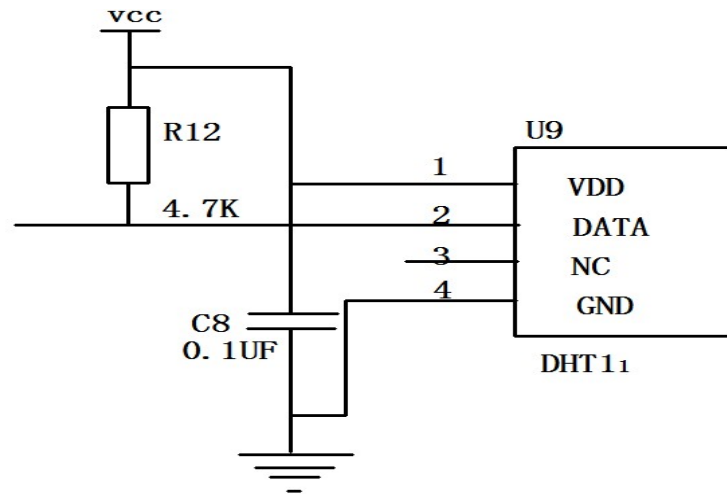 VCC
R12
4.7K
U9
1
VDD
2
DATA
3
NC
4
GND
C8
0.1UF
DHT11